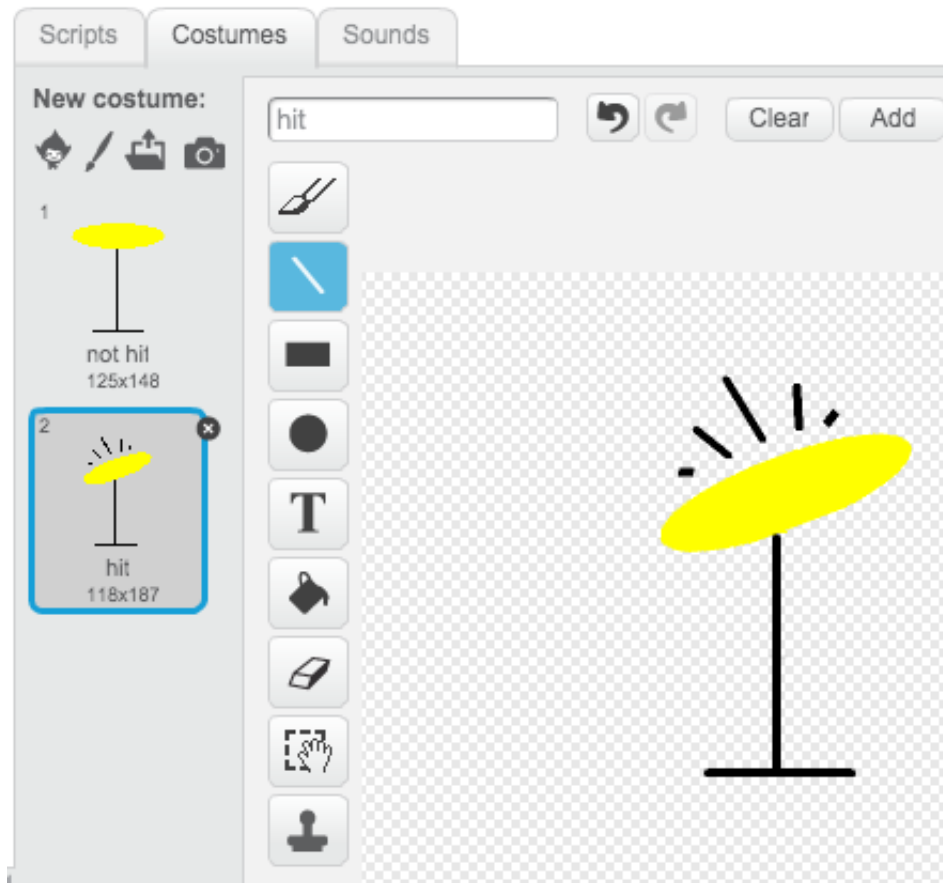 Scripts Costumes Sounds
New costume:
hit
Clear Add
1
not hit
125x148
2
hit
118x187
T